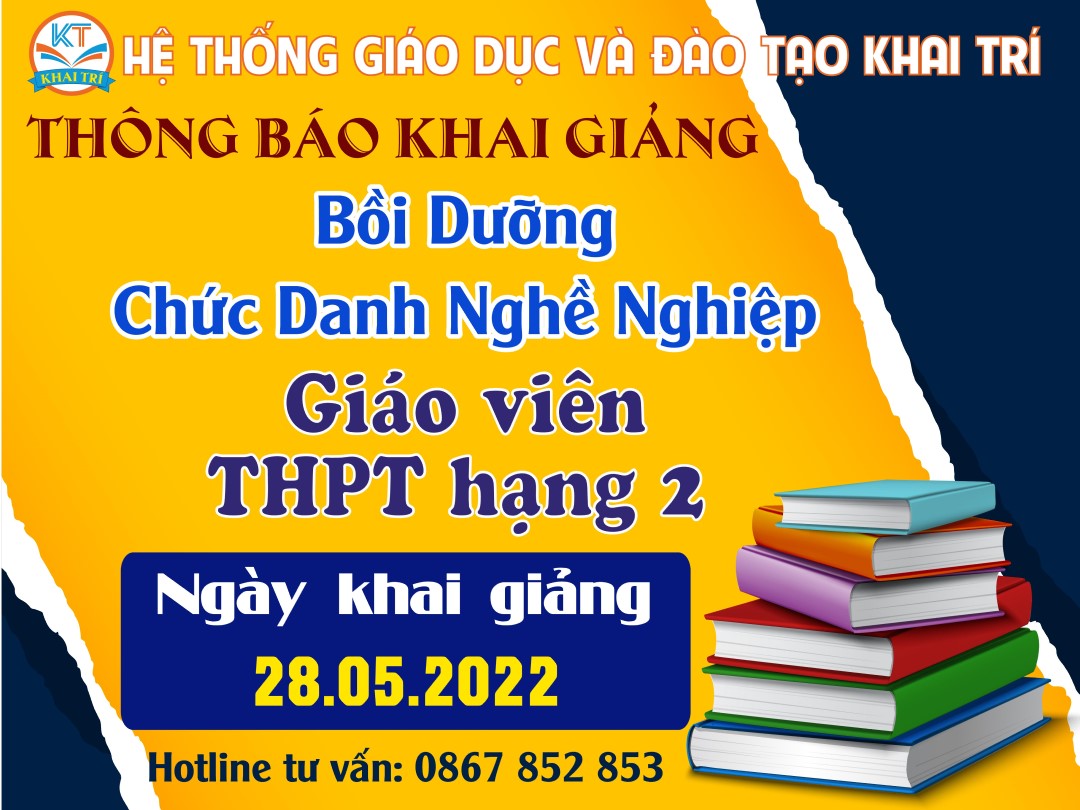 KT
KHAI TRÍ
HỆ THỐNG GIÁO DỤC VÀ ĐÀO TẠO KHAI TRÍ
THÔNG BÁO KHAI GIẢNG
Bồi Dưỡng
Chức Danh Nghề Nghiệp
Giáo viên
THPT hạng 2
Ngày khai giảng
28.05.2022
Hotline tư vấn: 0867 852 853